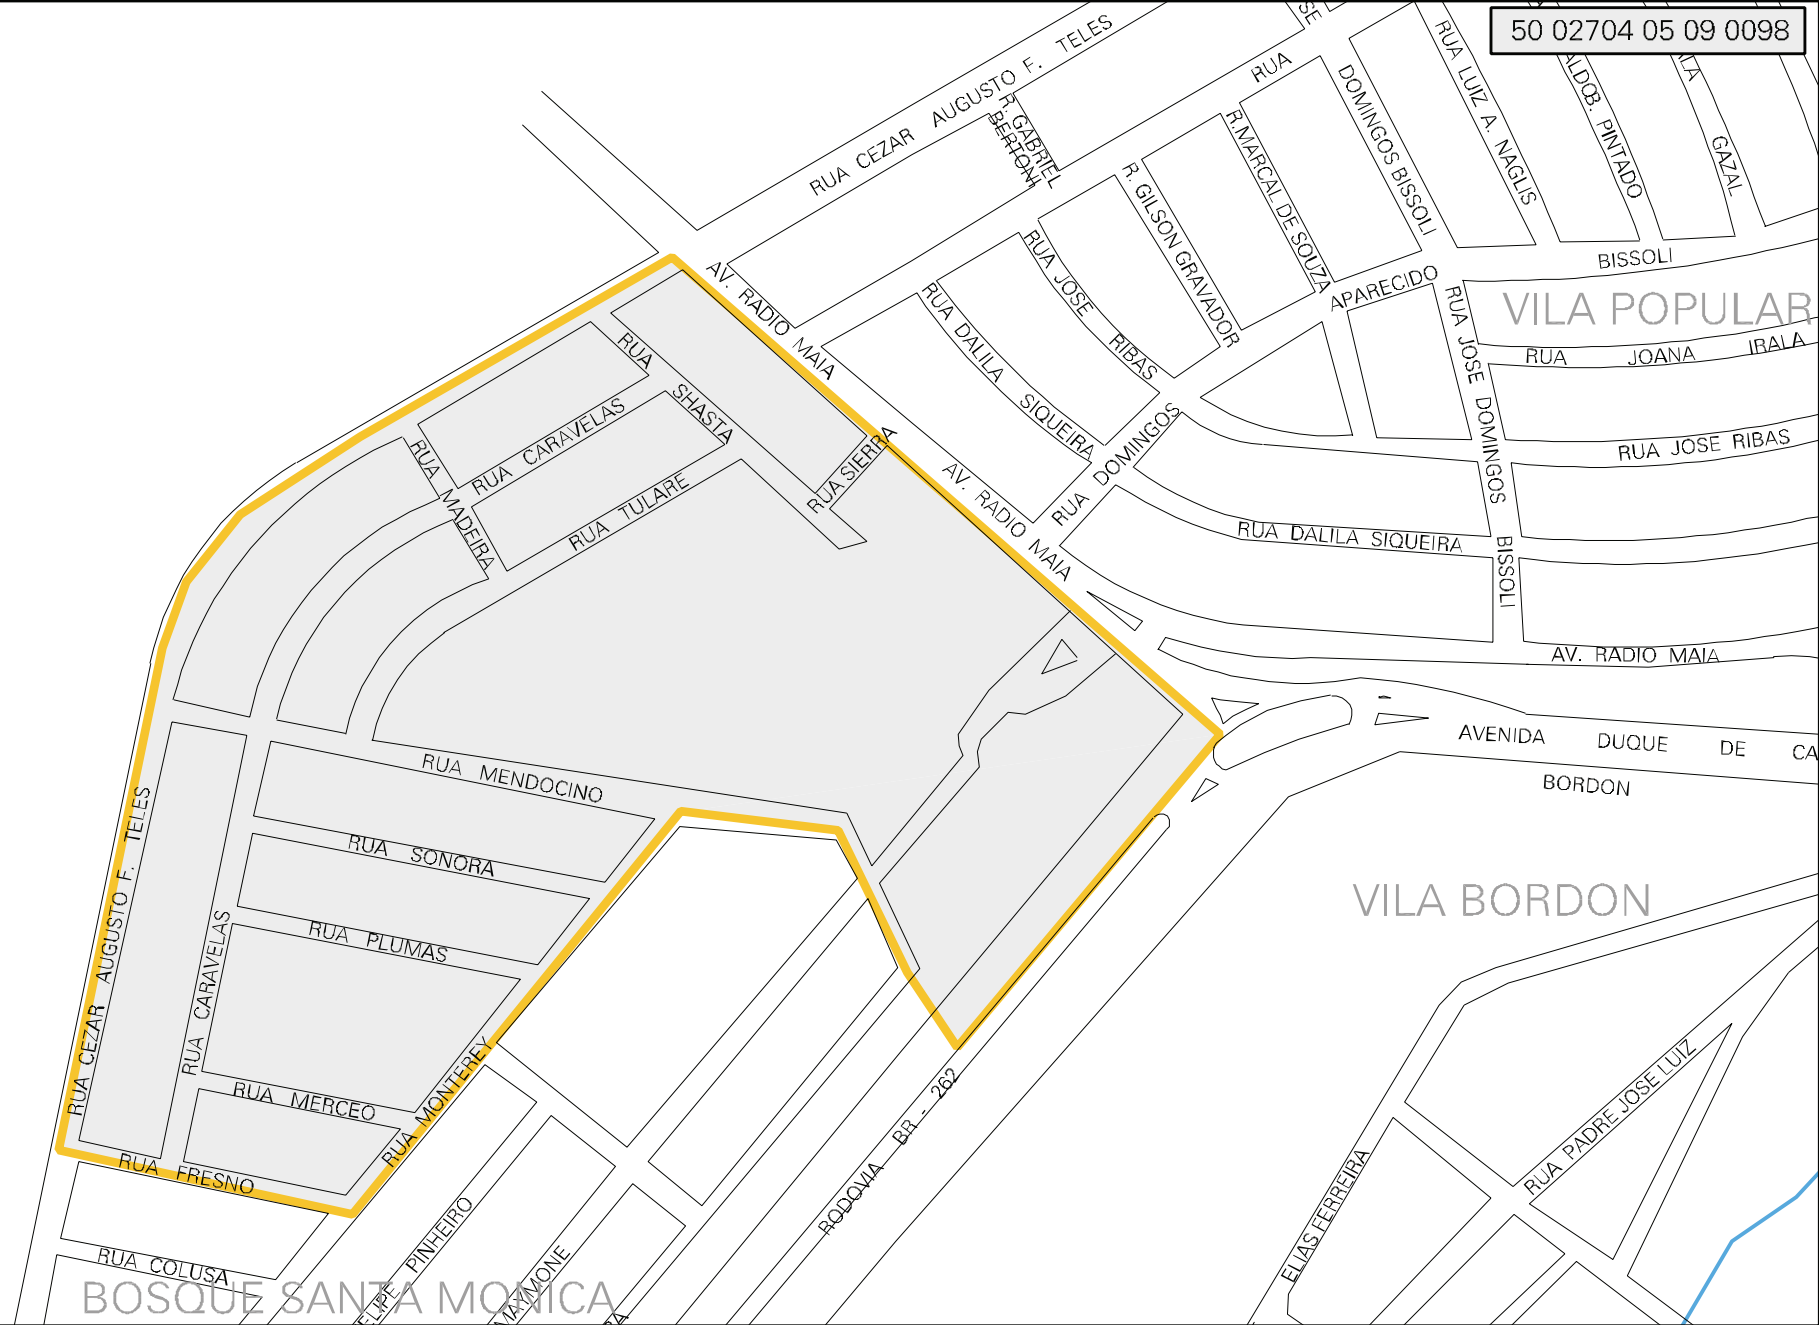 50 02704 05 09 0098
RUA CEZAR AUGUSTO F. TELES
R. GABRIEL
BERTONI
RUA
DOMINGOS BISSOLI
RUA LUIZ A. NAGLIS
ALDO B. PINTADO
GAZAL
R. MARCAL DE SOUZA
R. GILSON GRAVADOR
RUA JOSE RIBAS
RUA DALILA SIQUEIRA
APARECIDO
BISSOLI
VILA POPULAR
RUA JOANA IRALA
RUA JOSE DOMINGOS BISSOLI
RUA JOSE RIBAS
RUA DALILA SIQUEIRA
RUA DOMINGOS
AV. RADIO MAIA
AV. RADIO MAIA
AV. RADIO MAIA
RUA SHASTA
RUA CARAVELAS
RUA MADEIRA
RUA TULARE
RUA SIERRA
AVENIDA DUQUE DE CA
BORDON
VILA BORDON
RUA MENDOCINO
RUA SONORA
RUA PLUMAS
RUA CEZAR AUGUSTO F. TELES
RUA CARAVELAS
RUA MERCEO
RUA MONTEREY
RUA FRESNO
RUA COLUSA
BOSQUE SANTA MONICA
ELIPE PINHEIRO
MAYMONE
RODOVIA BR - 262
ELIAS FERREIRA
RUA PADRE JOSE LUIZ